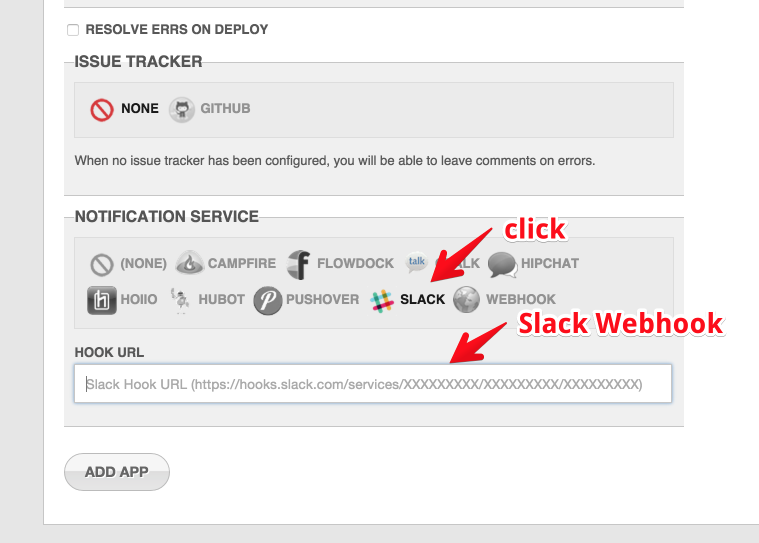 RESOLVE ERRS ON DEPLOY
ISSUE TRACKER
NONE GITHUB
When no issue tracker has been configured, you will be able to leave comments on errors.
NOTIFICATION SERVICE
click
(NONE) CAMPFIRE FLOWDOCK talk LK HIPCHAT
HOIIO HUBOT PUSHOVER SLACK WEBHOOK
Slack Webhook
HOOK URL
Slack Hook URL (https://hooks.slack.com/services/XXXXXXXXX/XXXXXXXXX/XXXXXXXXX)
ADD APP